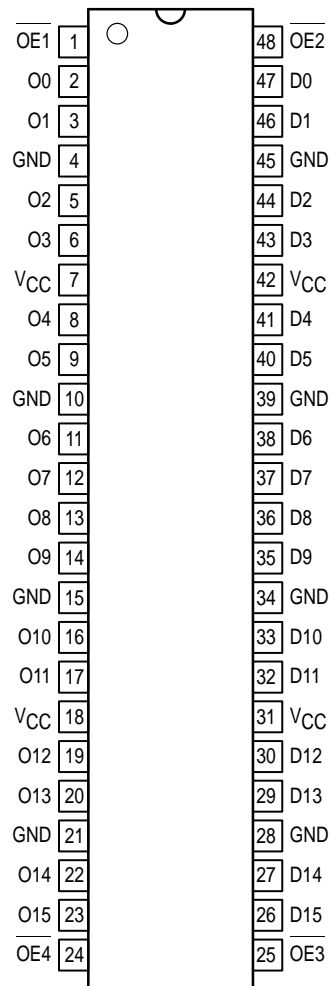 OE1 1 48 OE2
O0 2 47 D0
O1 3 46 D1
GND 4 45 GND
O2 5 44 D2
O3 6 43 D3
VCC 7 42 VCC
O4 8 41 D4
O5 9 40 D5
GND 10 39 GND
O6 11 38 D6
O7 12 37 D7
O8 13 36 D8
O9 14 35 D9
GND 15 34 GND
O10 16 33 D10
O11 17 32 D11
VCC 18 31 VCC
O12 19 30 D12
O13 20 29 D13
GND 21 28 GND
O14 22 27 D14
O15 23 26 D15
OE4 24 25 OE3